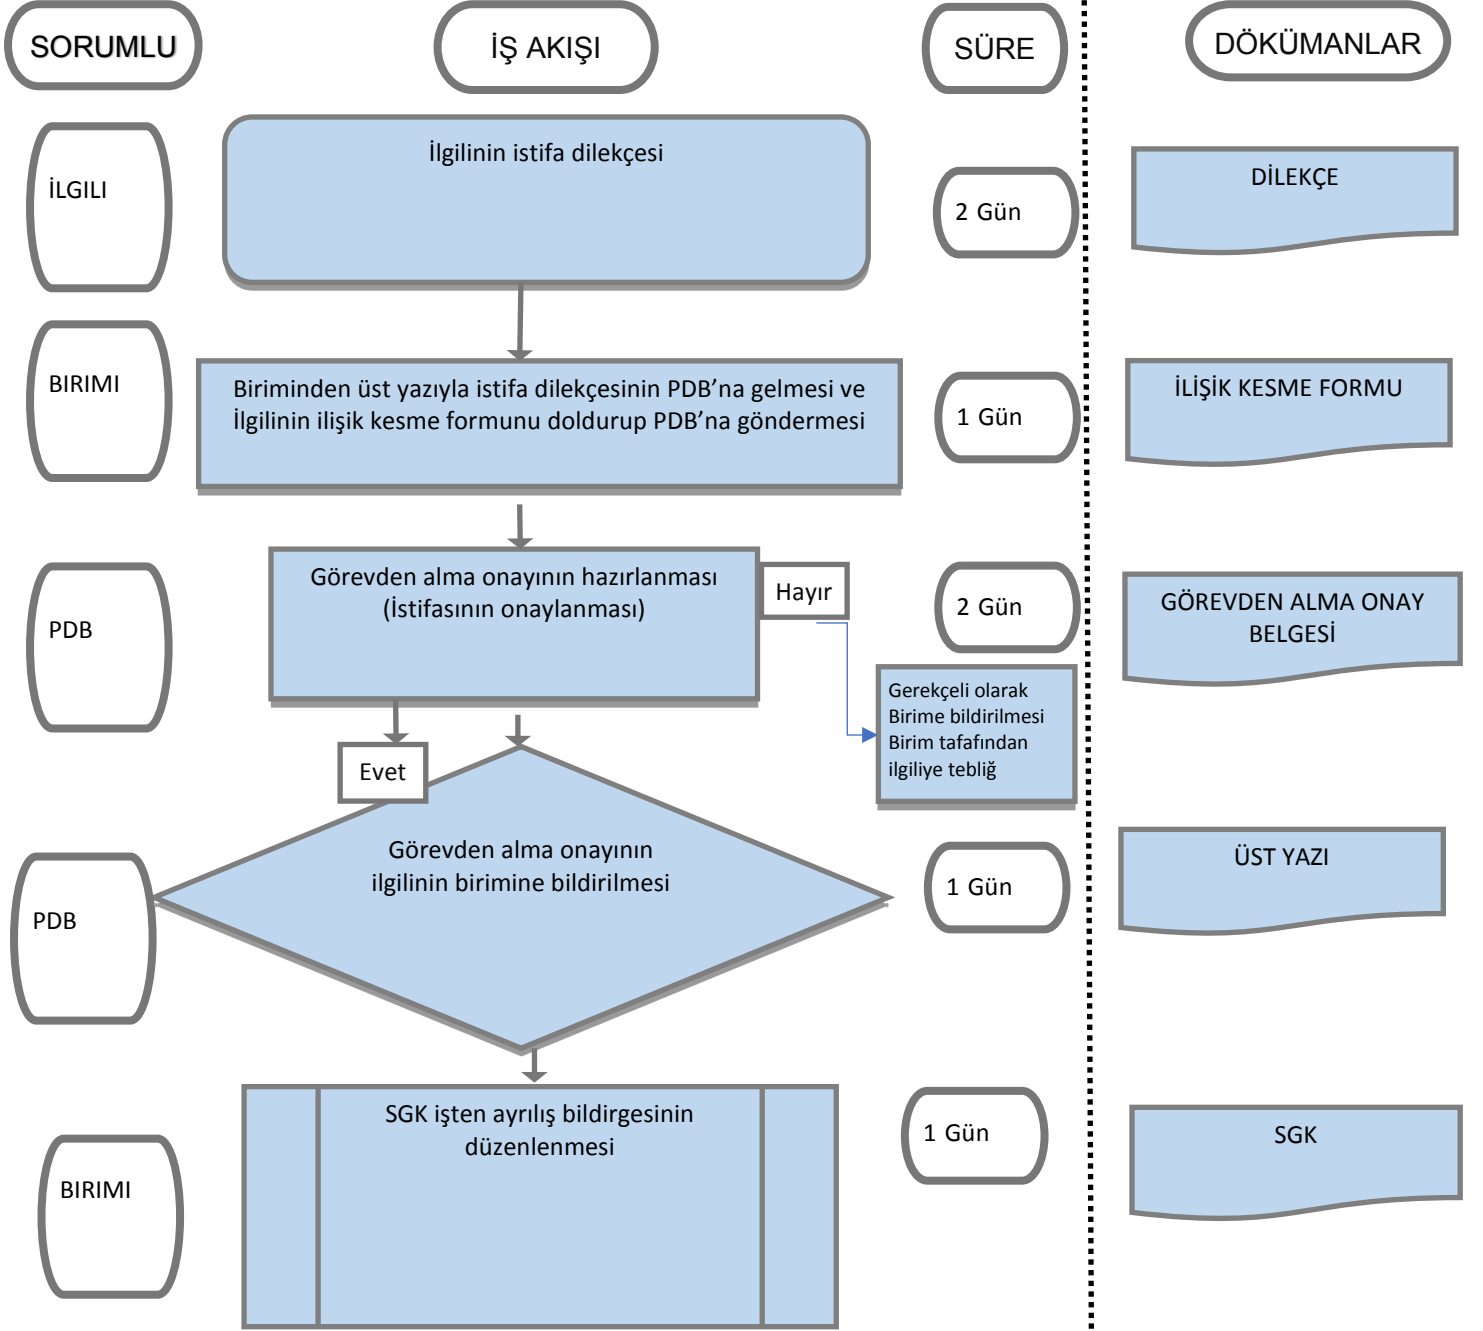 SORUMLU
İŞ AKIŞI
SÜRE
DÖKÜMANLAR
İLGILI
İlgilinin istifa dilekçesi
2 Gün
DİLEKÇE
BIRIMI
Biriminden üst yazıyla istifa dilekçesinin PDB’na gelmesi ve
İlgilinin ilişik kesme formunu doldurup PDB’na göndermesi
1 Gün
İLİŞİK KESME FORMU
PDB
Görevden alma onayının hazırlanması
(İstifasının onaylanması)
Hayır
2 Gün
GÖREVDEN ALMA ONAY
BELGESİ
Gerekçeli olarak
Birime bildirilmesi
Birim tafafından
ilgiliye tebliğ
Evet
PDB
Görevden alma onayının
ilgilinin birimine bildirilmesi
1 Gün
ÜST YAZI
BIRIMI
SGK işten ayrılış bildirgesinin
düzenlenmesi
1 Gün
SGK